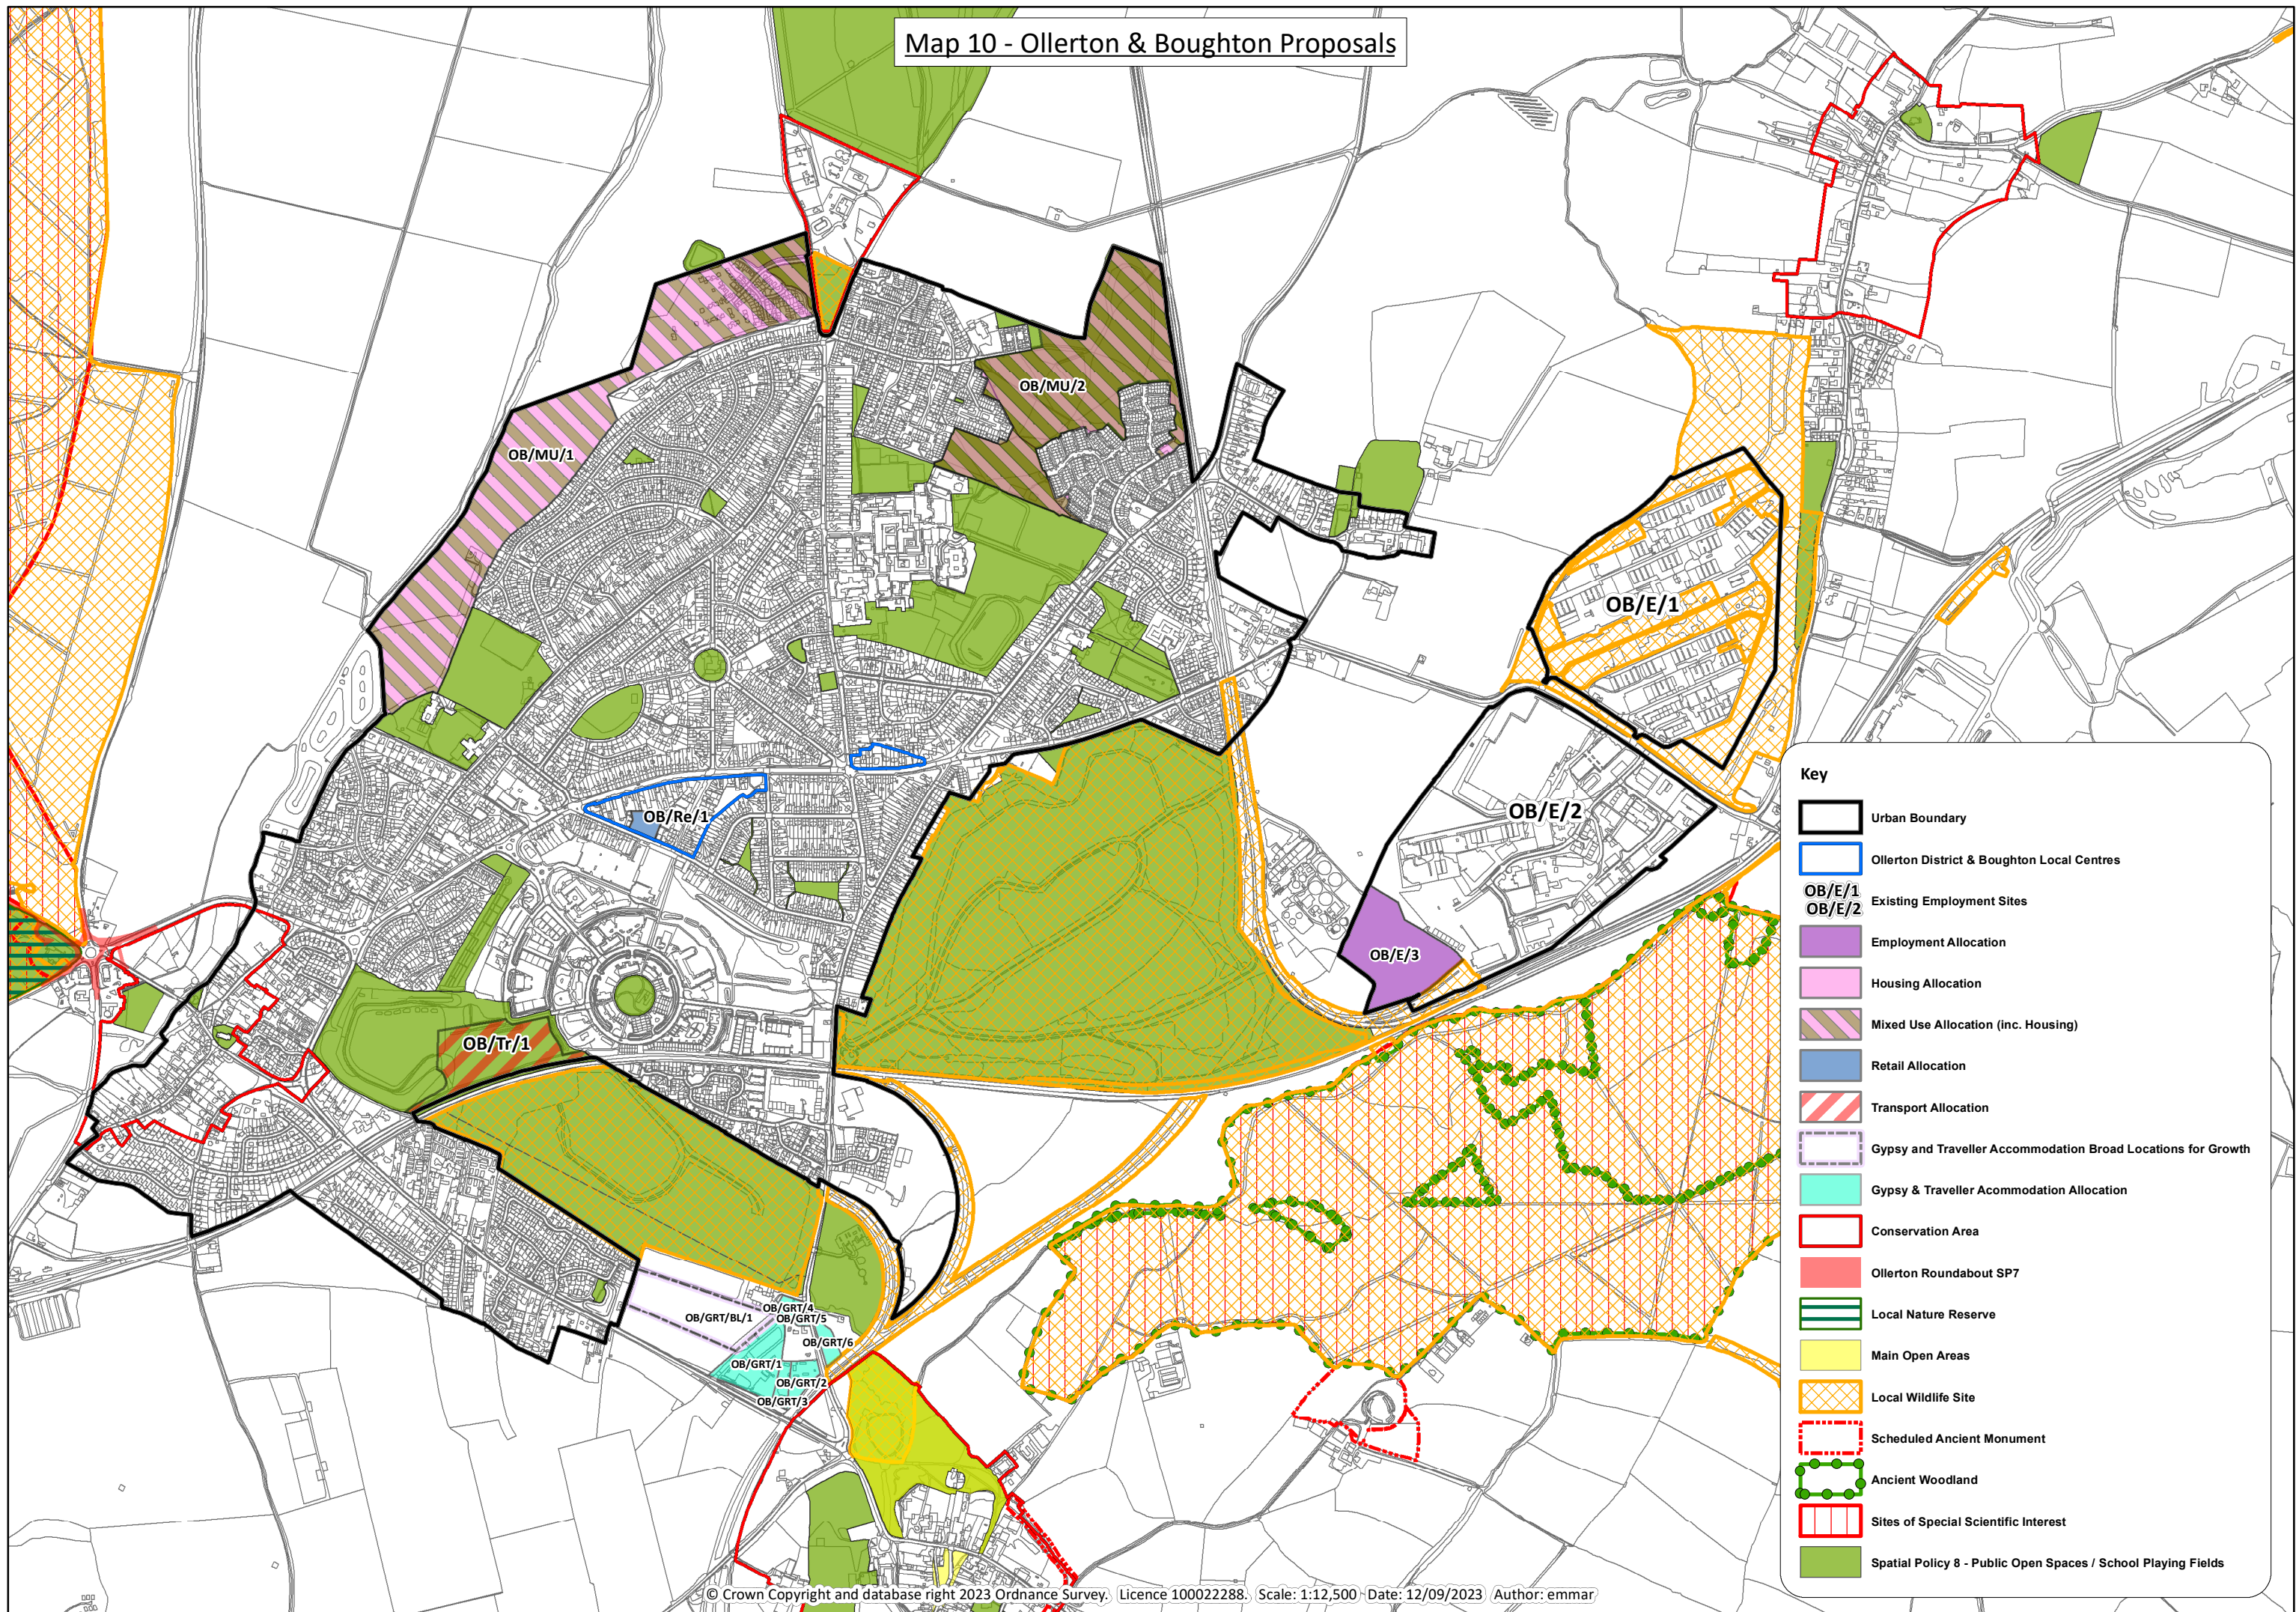 Map 10 - Ollerton & Boughton Proposals
OB/MU/2
OB/MU/1
OB/E/1
OB/E/2
OB/Re/1
OB/E/3
OB/Tr/1
OB/GRT/4
OB/GRT/BL/1
OB/GRT/5
OB/GRT/6
OB/GRT/1
OB/GRT/2
OB/GRT/3
Key
Urban Boundary
Ollerton District & Boughton Local Centres
OB/E/1
OB/E/2
Existing Employment Sites
Employment Allocation
Housing Allocation
Mixed Use Allocation (inc. Housing)
Retail Allocation
Transport Allocation
Gypsy and Traveller Accommodation Broad Locations for Growth
Gypsy & Traveller Acommodation Allocation
Conservation Area
Ollerton Roundabout SP7
Local Nature Reserve
Main Open Areas
Local Wildlife Site
Scheduled Ancient Monument
Ancient Woodland
Sites of Special Scientific Interest
Spatial Policy 8 - Public Open Spaces / School Playing Fields
© Crown Copyright and database right 2023 Ordnance Survey. Licence 100022288. Scale: 1:12,500 Date: 12/09/2023 Author: emmar